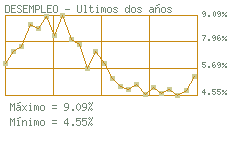 DESEMPLEO - Ultimos dos años
9.09%
7.96%
5.69%
4.55%
Máximo = 9.09%
Mínimo = 4.55%